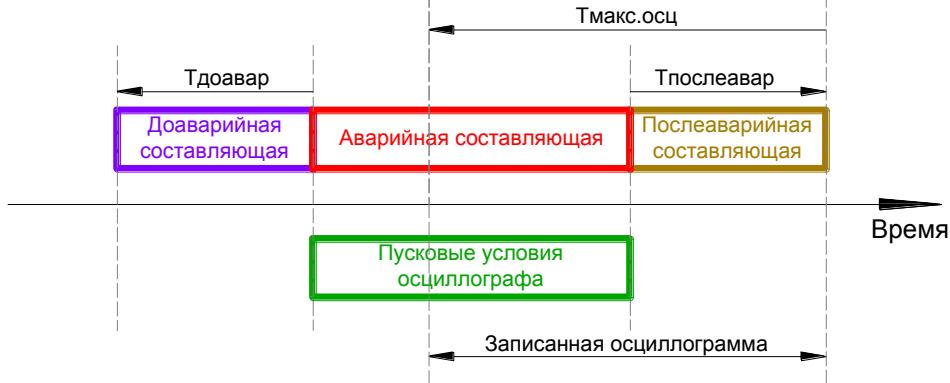 Тмакс.осц
Тдоавар
Тпослеавар
Доаварийная
составляющая
Аварийная составляющая
Послеаварийная
составляющая
Время
Пусковые условия
осциллографа
Записанная осциллограмма